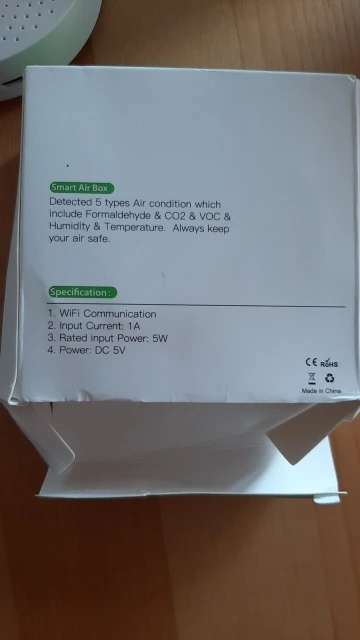 Smart Air Box
Detected 5 types Air condition which
include Formaldehyde & CO2 & VOC &
Humidity & Temperature. Always keep
your air safe.
Specification:
1. WiFi Communication
2. Input Current: 1A
3. Rated input Power: 5W
4. Power: DC 5V
CE RoHS
Made in China